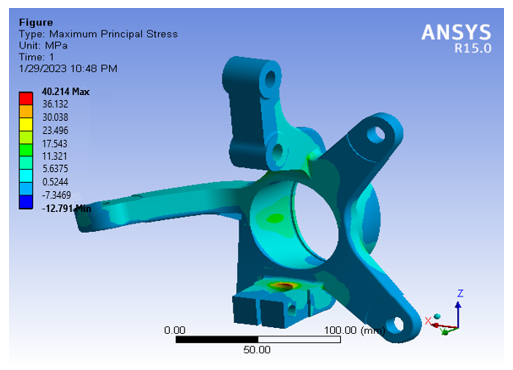 Figure
Type: Maximum Principal Stress
Unit: MPa
Time: 1
1/29/2023 10:48 PM
ANSYS
R15.0
40.214 Max
36.132
30.038
23.496
17.543
11.321
5.6375
0.5244
-7.3469
-12.791 Min
0.00
100.00 (mm)
50.00
Z
X